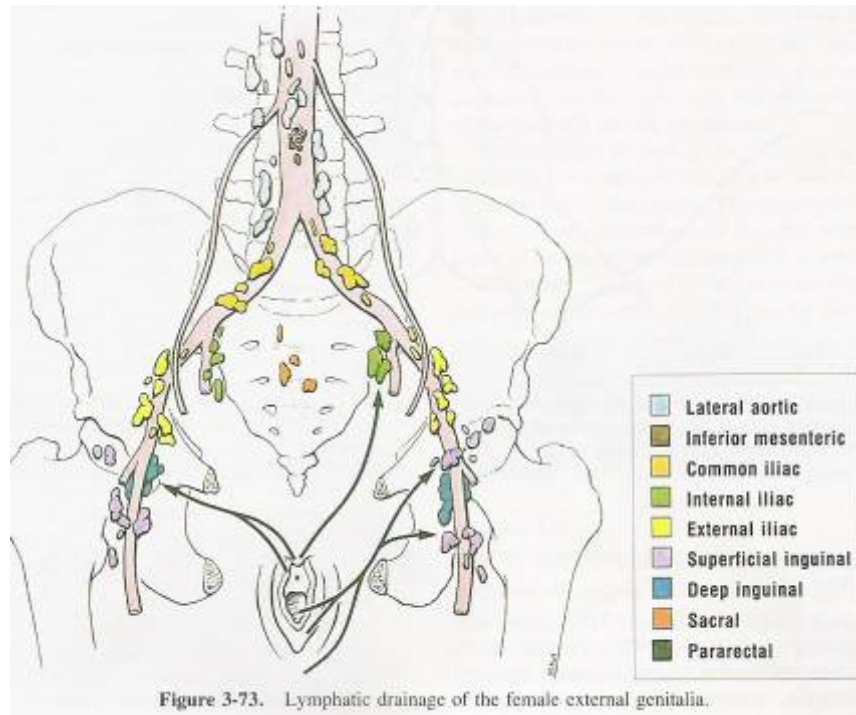 Lateral aortic
Inferior mesenteric
Common iliac
Internal iliac
External iliac
Superficial inguinal
Deep inguinal
Sacral
Pararectal
Figure 3-73. Lymphatic drainage of the female external genitalia.